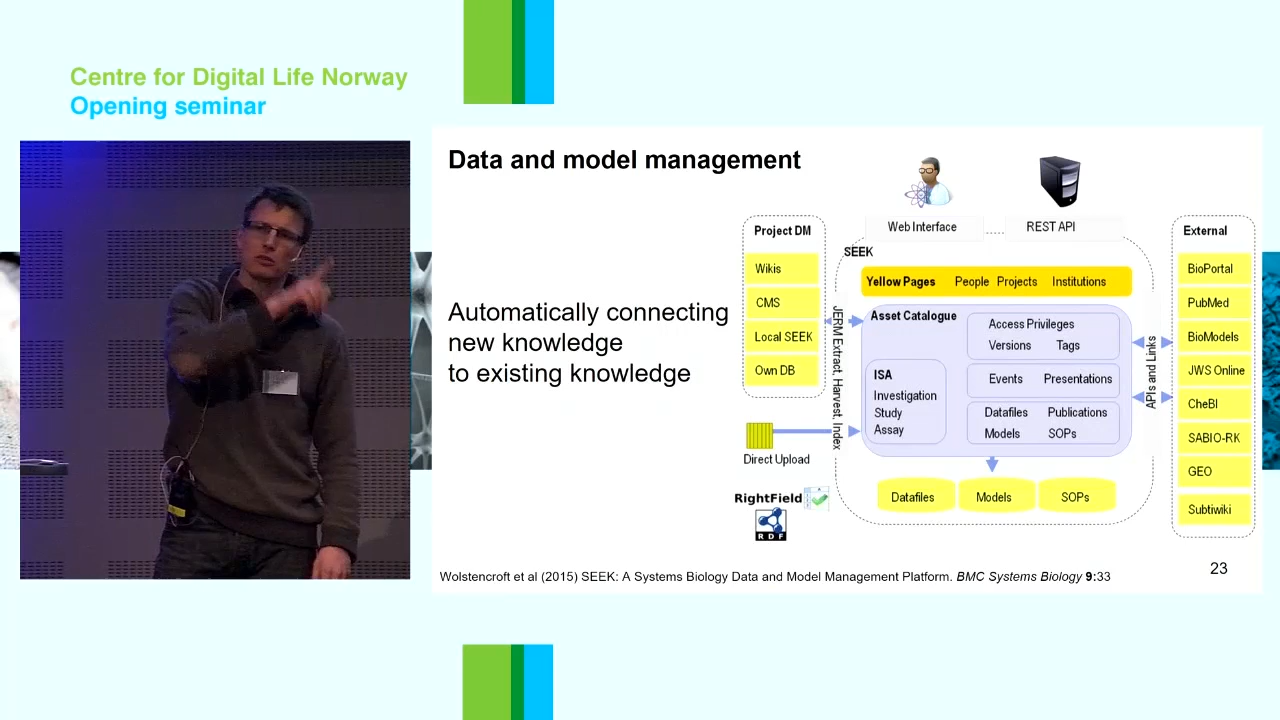 Centre for Digital Life Norway
Opening seminar
Data and model management
Automatically connecting
new knowledge
to existing knowledge
Web Interface
REST API
Project DM
Wikis
CMS
Local SEEK
Own DB
Direct Upload
RightField
RDF
JERM Extract, Harvest, Index
SEEK
Yellow Pages People Projects Institutions
Asset Catalogue
Access Privileges
Versions Tags
ISA
Investigation
Study
Assay
Events Presentations
Datafiles Publications
Models SOPs
Datafiles
Models
SOPs
APIs and Links
External
BioPortal
PubMed
BioModels
JWS Online
CheBI
SABIO-RK
GEO
Subtiwiki
Wolstencroft et al (2015) SEEK: A Systems Biology Data and Model Management Platform. BMC Systems Biology 9:33
23